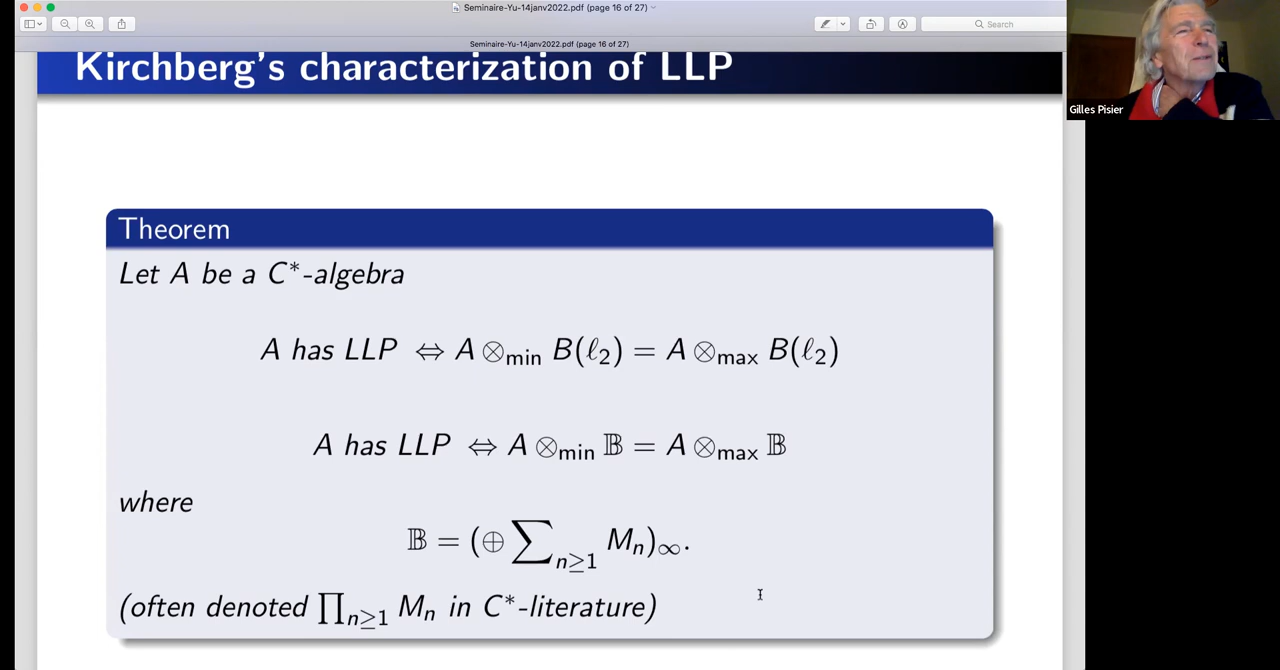 Seminaire-Yu-14janv2022.pdf (page 16 of 27)
Search
Seminaire-Yu-14janv2022.pdf (page 16 of 27)
Kirchberg's characterization of LLP
Gilles Pisier
Theorem
Let A be a C*-algebra
A has LLP ⇔ A ⊗min B(ℓ₂) = A ⊗max B(ℓ₂)
A has LLP ⇔ A ⊗min 𝔹 = A ⊗max 𝔹
where
𝔹 = (⊕ ∑n≥1 Mn)∞.
(often denoted ∏n≥1 Mn in C*-literature)